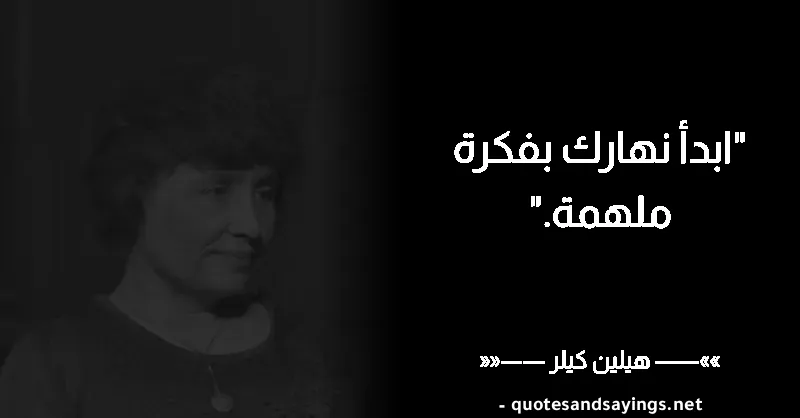 "ابدأ نهارك بفكرة
ملهمة."
»»—— هيلين كيلر ——««
- quotesandsayings.net